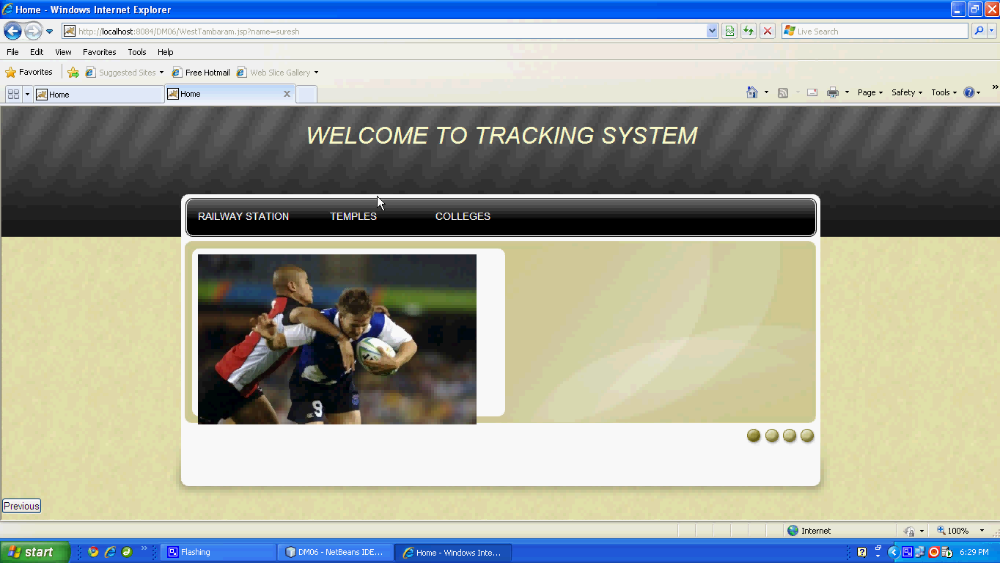 Home - Windows Internet Explorer
http://localhost:8084/DM06/WestTambaram.jsp?name=suresh
Live Search
File Edit View Favorites Tools Help
Favorites Suggested Sites Free Hotmail Web Slice Gallery
Home Home Page Safety Tools
WELCOME TO TRACKING SYSTEM
RAILWAY STATION TEMPLES COLLEGES
9
Previous
Internet 100%
start Flashing DM06 - NetBeans IDE... Home - Windows Inte... 6:29 PM